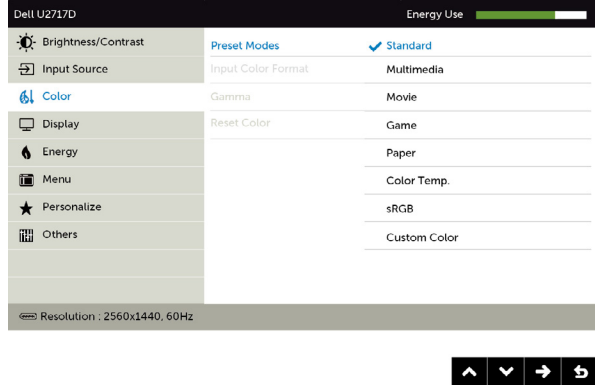 Dell U2717D Energy Use
Brightness/Contrast Preset Modes Standard
Input Source Input Color Format Multimedia
Color Gamma Movie
Display Reset Color Game
Energy Paper
Menu Color Temp.
Personalize sRGB
Others Custom Color
Resolution : 2560x1440, 60Hz